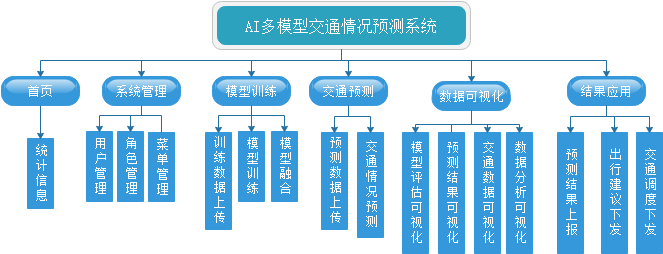 AI多模型交通情况预测系统
首页
系统管理
模型训练
交通预测
数据可视化
结果应用
统计信息
用户管理
角色管理
菜单管理
训练数据上传
模型训练
模型融合
预测数据上传
交通情况预测
模型评估可视化
预测结果可视化
交通数据可视化
数据分析可视化
预测结果上报
出行建议下发
交通调度下发